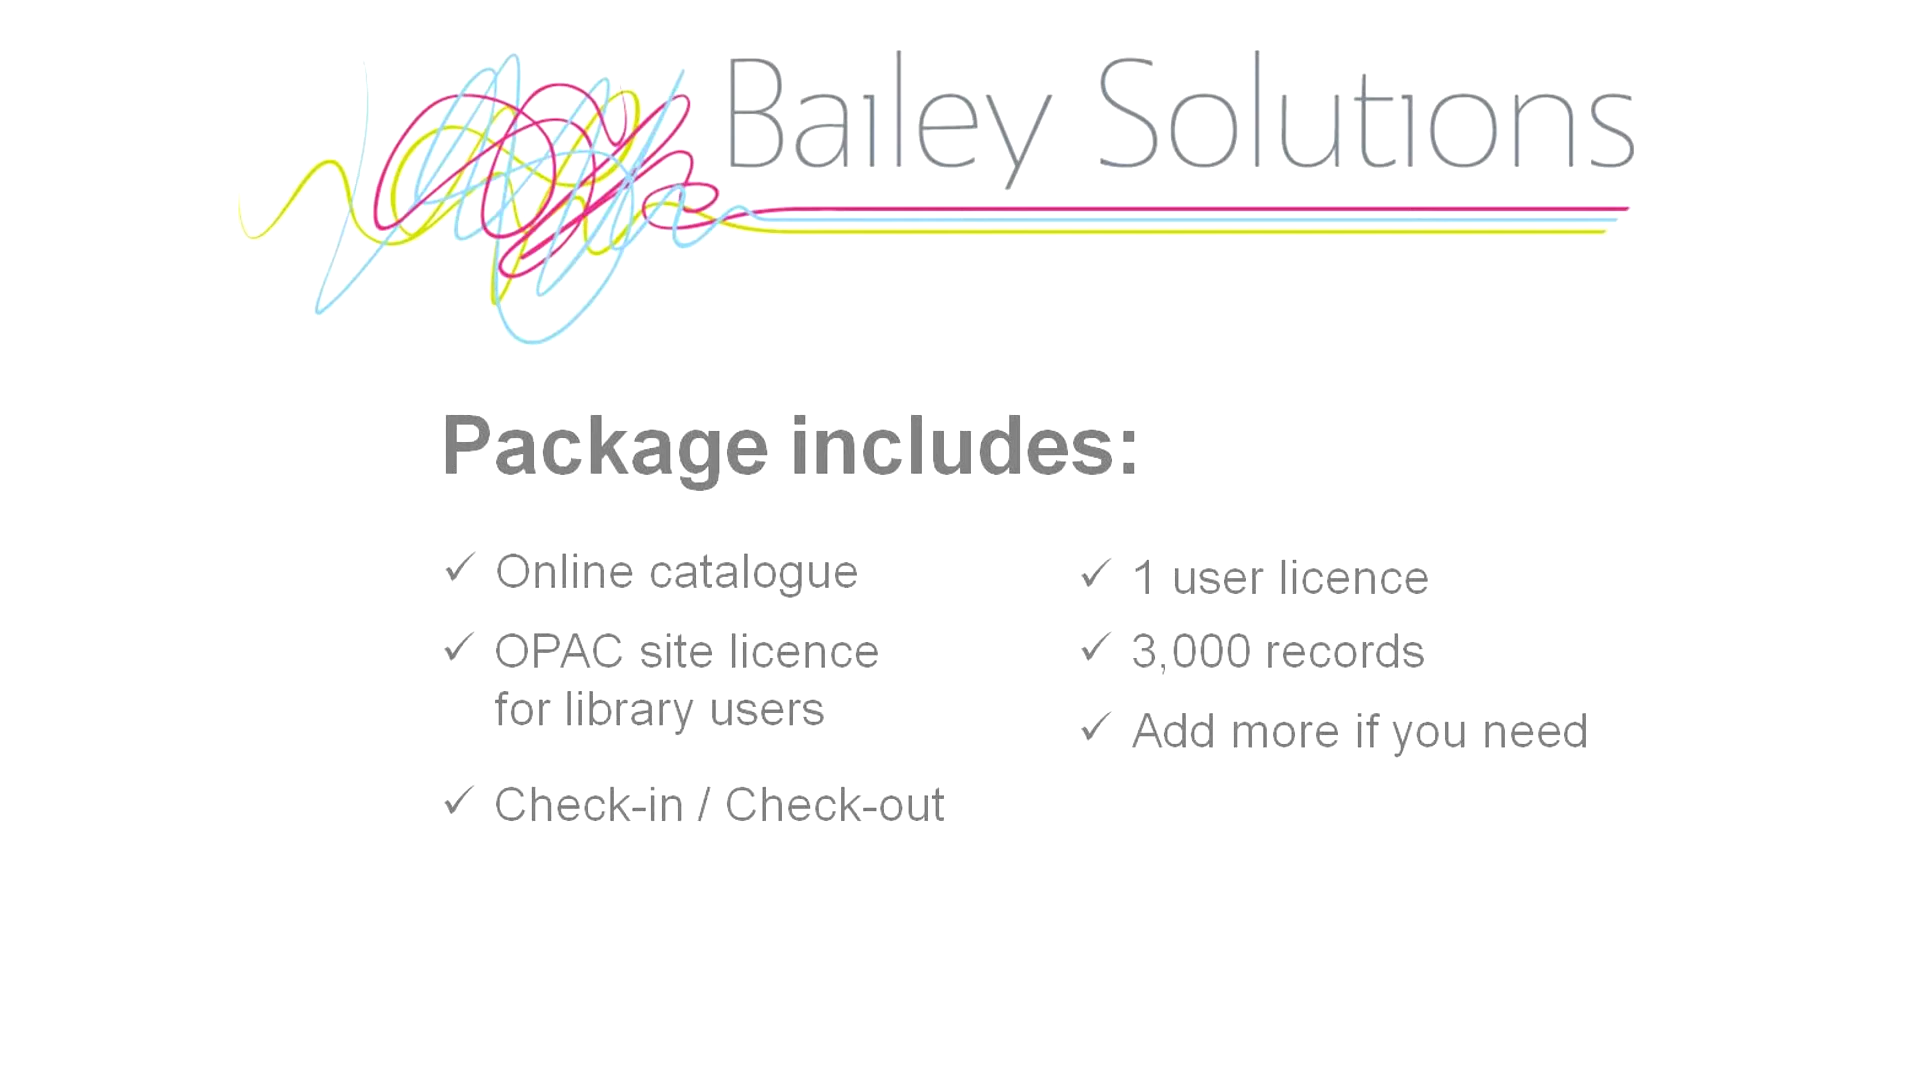 Bailey Solutions
Package includes:
✓ Online catalogue
✓ OPAC site licence
for library users
✓ Check-in / Check-out
✓ 1 user licence
✓ 3,000 records
✓ Add more if you need